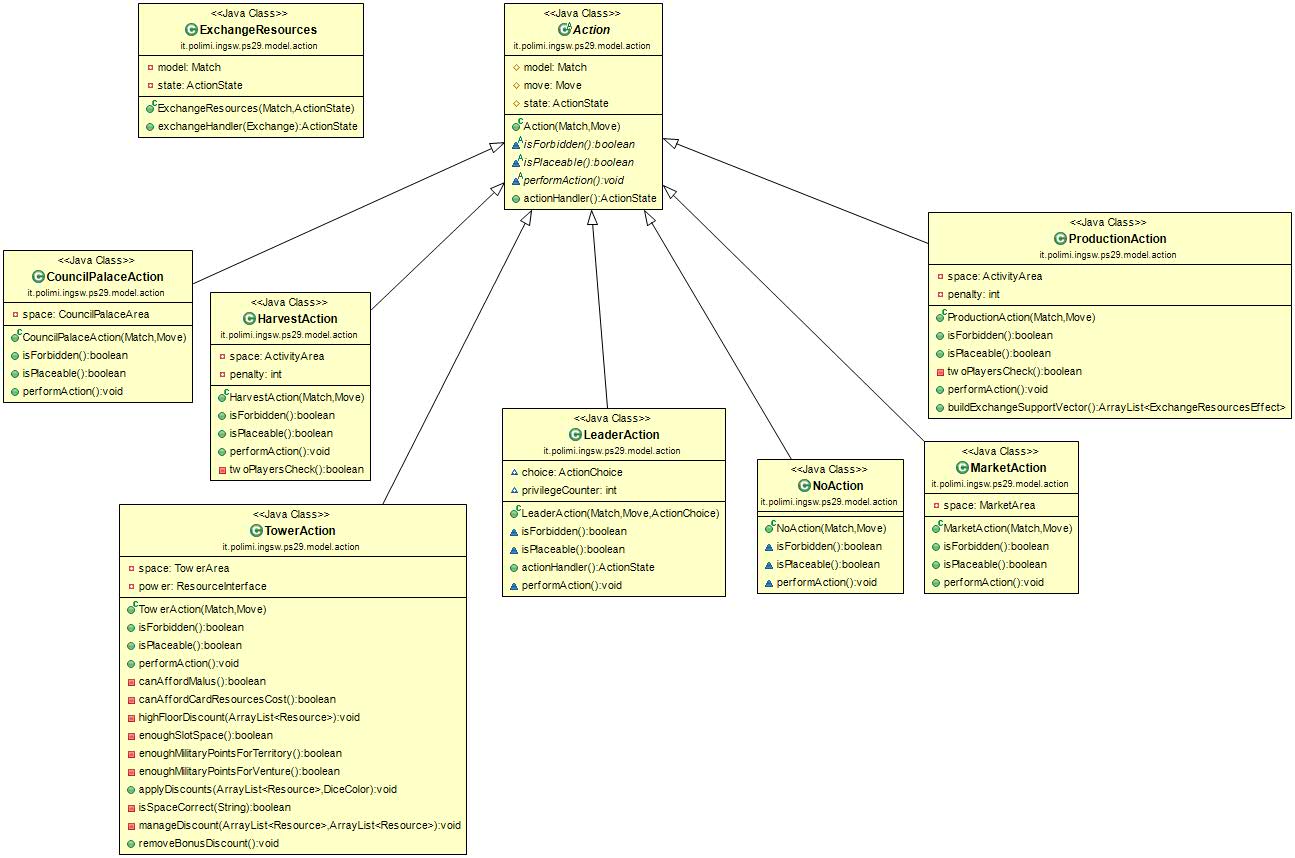 <<Java Class>>
ExchangeResources
it.polimi.ingsw.ps29.model.action
model: Match
state: ActionState
ExchangeResources(Match,ActionState)
exchangeHandler(Exchange):ActionState
<<Java Class>>
Action
it.polimi.ingsw.ps29.model.action
model: Match
move: Move
state: ActionState
Action(Match,Move)
isForbidden():boolean
isPlaceable():boolean
performAction():void
actionHandler():ActionState
<<Java Class>>
CouncilPalaceAction
it.polimi.ingsw.ps29.model.action
space: CouncilPalaceArea
CouncilPalaceAction(Match,Move)
isForbidden():boolean
isPlaceable():boolean
performAction():void
<<Java Class>>
HarvestAction
it.polimi.ingsw.ps29.model.action
space: ActivityArea
penalty: int
HarvestAction(Match,Move)
isForbidden():boolean
isPlaceable():boolean
performAction():void
twoPlayersCheck():boolean
<<Java Class>>
ProductionAction
it.polimi.ingsw.ps29.model.action
space: ActivityArea
penalty: int
ProductionAction(Match,Move)
isForbidden():boolean
isPlaceable():boolean
twoPlayersCheck():boolean
performAction():void
buildExchangeSupportVector():ArrayList<ExchangeResourcesEffect>
<<Java Class>>
TowerAction
it.polimi.ingsw.ps29.model.action
space: TowerArea
power: ResourceInterface
TowerAction(Match,Move)
isForbidden():boolean
isPlaceable():boolean
performAction():void
canAffordMalus():boolean
canAffordCardResourcesCost():boolean
highFloorDiscount(ArrayList<Resource>):void
enoughSlotSpace():boolean
enoughMilitaryPointsForTerritory():boolean
enoughMilitaryPointsForVenture():boolean
applyDiscounts(ArrayList<Resource>,DiceColor):void
isSpaceCorrect(String):boolean
manageDiscount(ArrayList<Resource>,ArrayList<Resource>):void
removeBonusDiscount():void
<<Java Class>>
LeaderAction
it.polimi.ingsw.ps29.model.action
choice: ActionChoice
privilegeCounter: int
LeaderAction(Match,Move,ActionChoice)
isForbidden():boolean
isPlaceable():boolean
actionHandler():ActionState
performAction():void
<<Java Class>>
NoAction
it.polimi.ingsw.ps29.model.action
NoAction(Match,Move)
isForbidden():boolean
isPlaceable():boolean
performAction():void
<<Java Class>>
MarketAction
it.polimi.ingsw.ps29.model.action
space: MarketArea
MarketAction(Match,Move)
isForbidden():boolean
isPlaceable():boolean
performAction():void